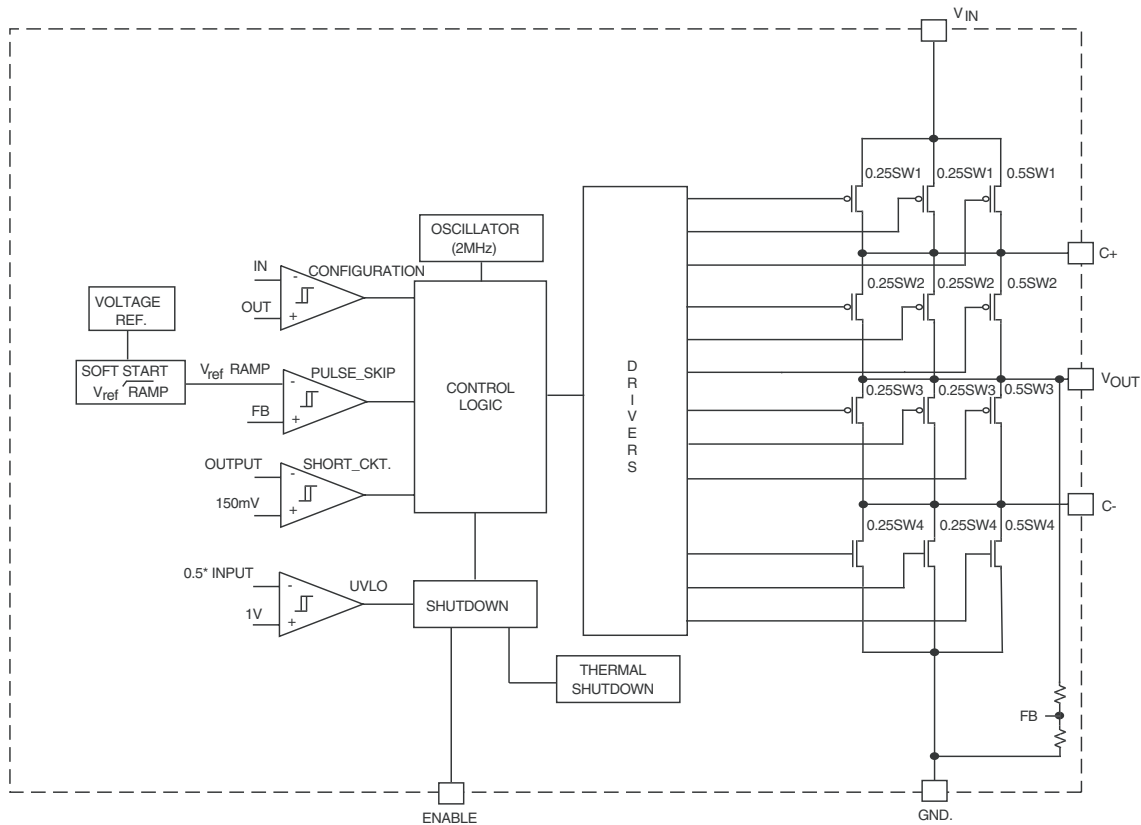 V IN
0.25SW1 0.25SW1 0.5SW1
OSCILLATOR
(2MHz)
C+
IN
CONFIGURATION
-
OUT
+
0.25SW2 0.25SW2 0.5SW2
VOLTAGE
REF.
SOFT START
Vref RAMP
Vref RAMP
PULSE_SKIP
-
FB
+
CONTROL
LOGIC
D
R
I
V
E
R
S
VOUT
0.25SW3 0.25SW3 0.5SW3
OUTPUT
SHORT_CKT.
-
150mV
+
C-
0.25SW4 0.25SW4 0.5SW4
0.5* INPUT
UVLO
-
1V
+
SHUTDOWN
THERMAL
SHUTDOWN
FB
ENABLE
GND.